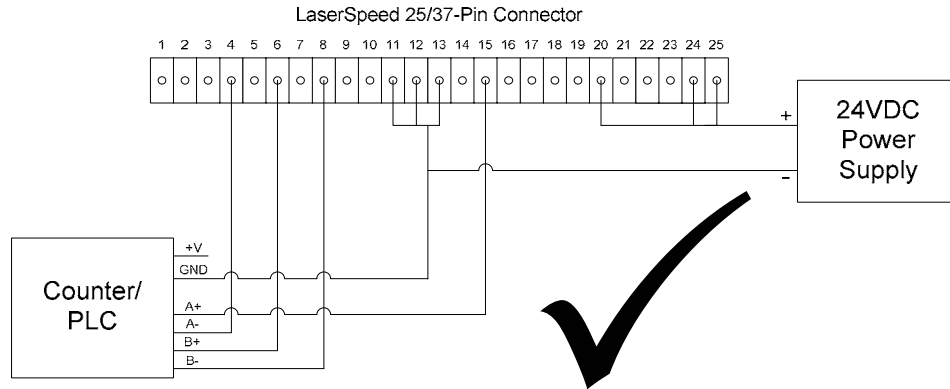 LaserSpeed 25/37-Pin Connector
1 2 3 4 5 6 7 8 9 10 11 12 13 14 15 16 17 18 19 20 21 22 23 24 25
+
-
24VDC
Power
Supply
Counter/
PLC
+V
GND
A+
A-
B+
B-